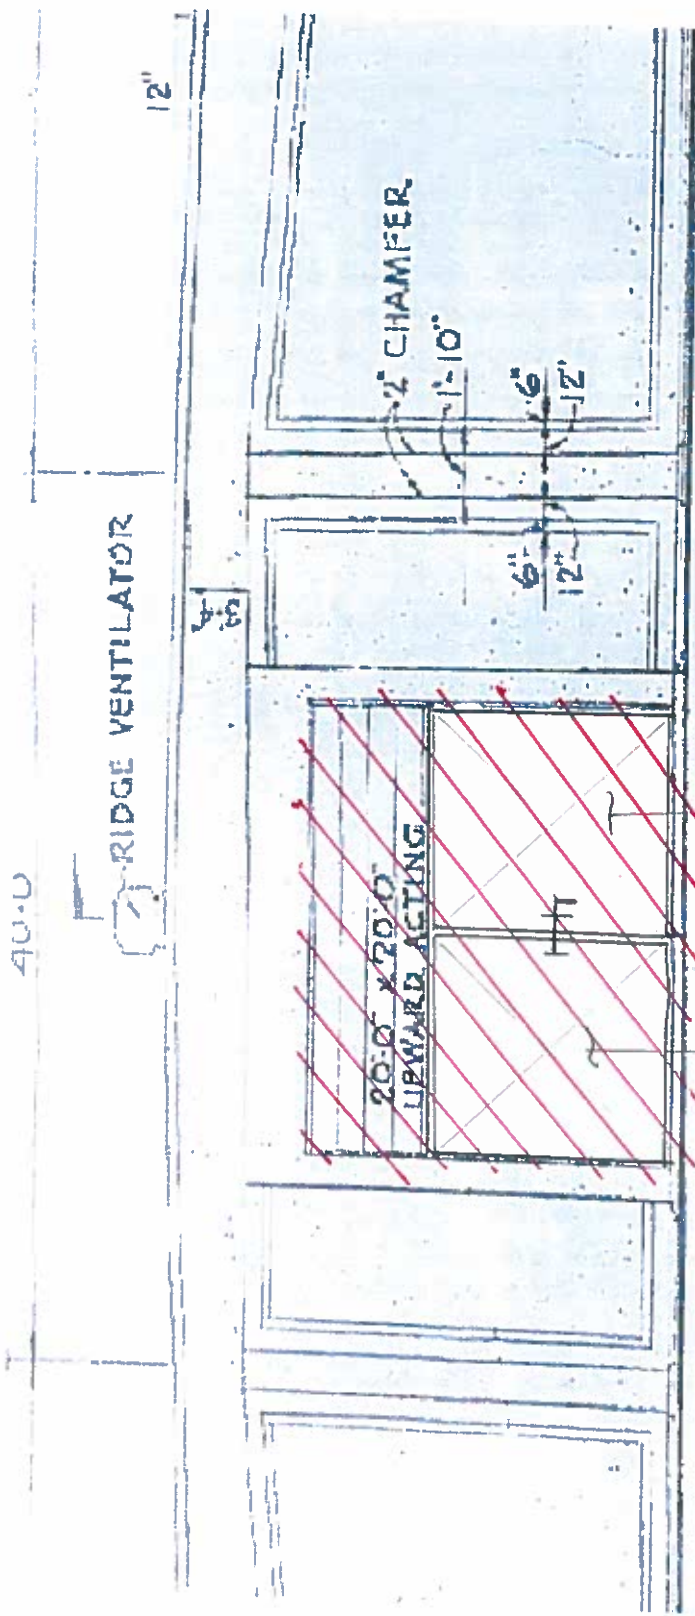 40-0
12"
RIDGE VENTILATOR
2" CHAMFER
1'-10"
6" 6"
12" 12"
20'-0" x 20'-0"
UPWARD ACTING